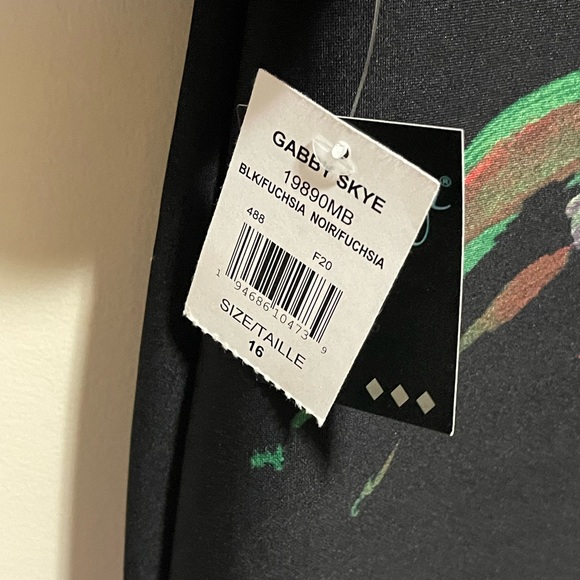 GABBY SKYE
19890MB
BLK/FUCHSIA NOIR/FUCHSIA
488
F20
1 94686 10473 9
SIZE/TAILLE
16
®